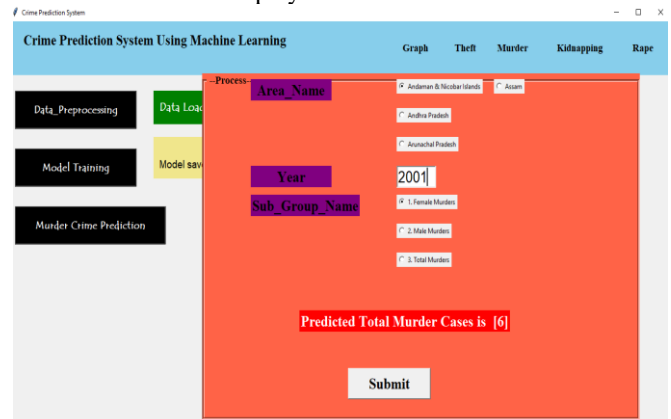 Crime Prediction System
Crime Prediction System Using Machine Learning
Graph Theft Murder Kidnapping Rape
--Process--
Area_Name
Andaman & Nicobar Islands Assam
Data_Preprocessing
Data Load
Andhra Pradesh
Arunachal Pradesh
Model Training
Model sav
Year
2001
Sub_Group_Name
1. Female Murders
Murder Crime Prediction
2. Male Murders
3. Total Murders
Predicted Total Murder Cases is [6]
Submit